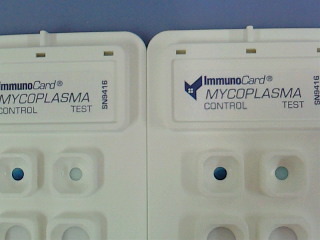 ImmunoCard®
MYCOPLASMA
CONTROL TEST
SN9416
ImmunoCard®
MYCOPLASMA
CONTROL TEST
SN9416